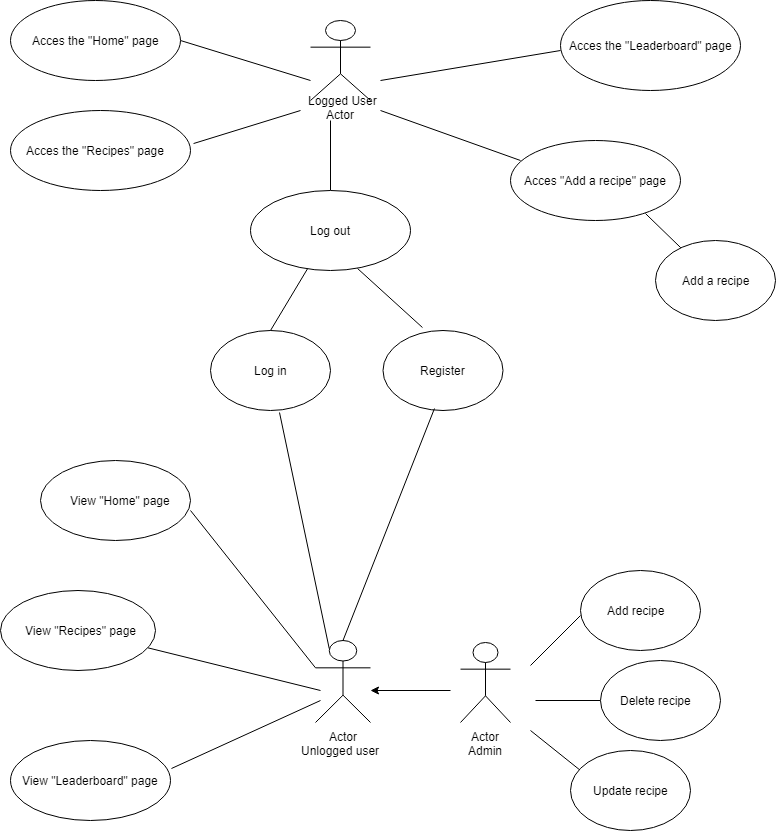 Acces the "Home" page
Acces the "Leaderboard" page
Logged User
Actor
Acces the "Recipes" page
Acces "Add a recipe" page
Log out
Add a recipe
Log in
Register
View "Home" page
Add recipe
View "Recipes" page
Delete recipe
Actor
Unlogged user
Actor
Admin
View "Leaderboard" page
Update recipe